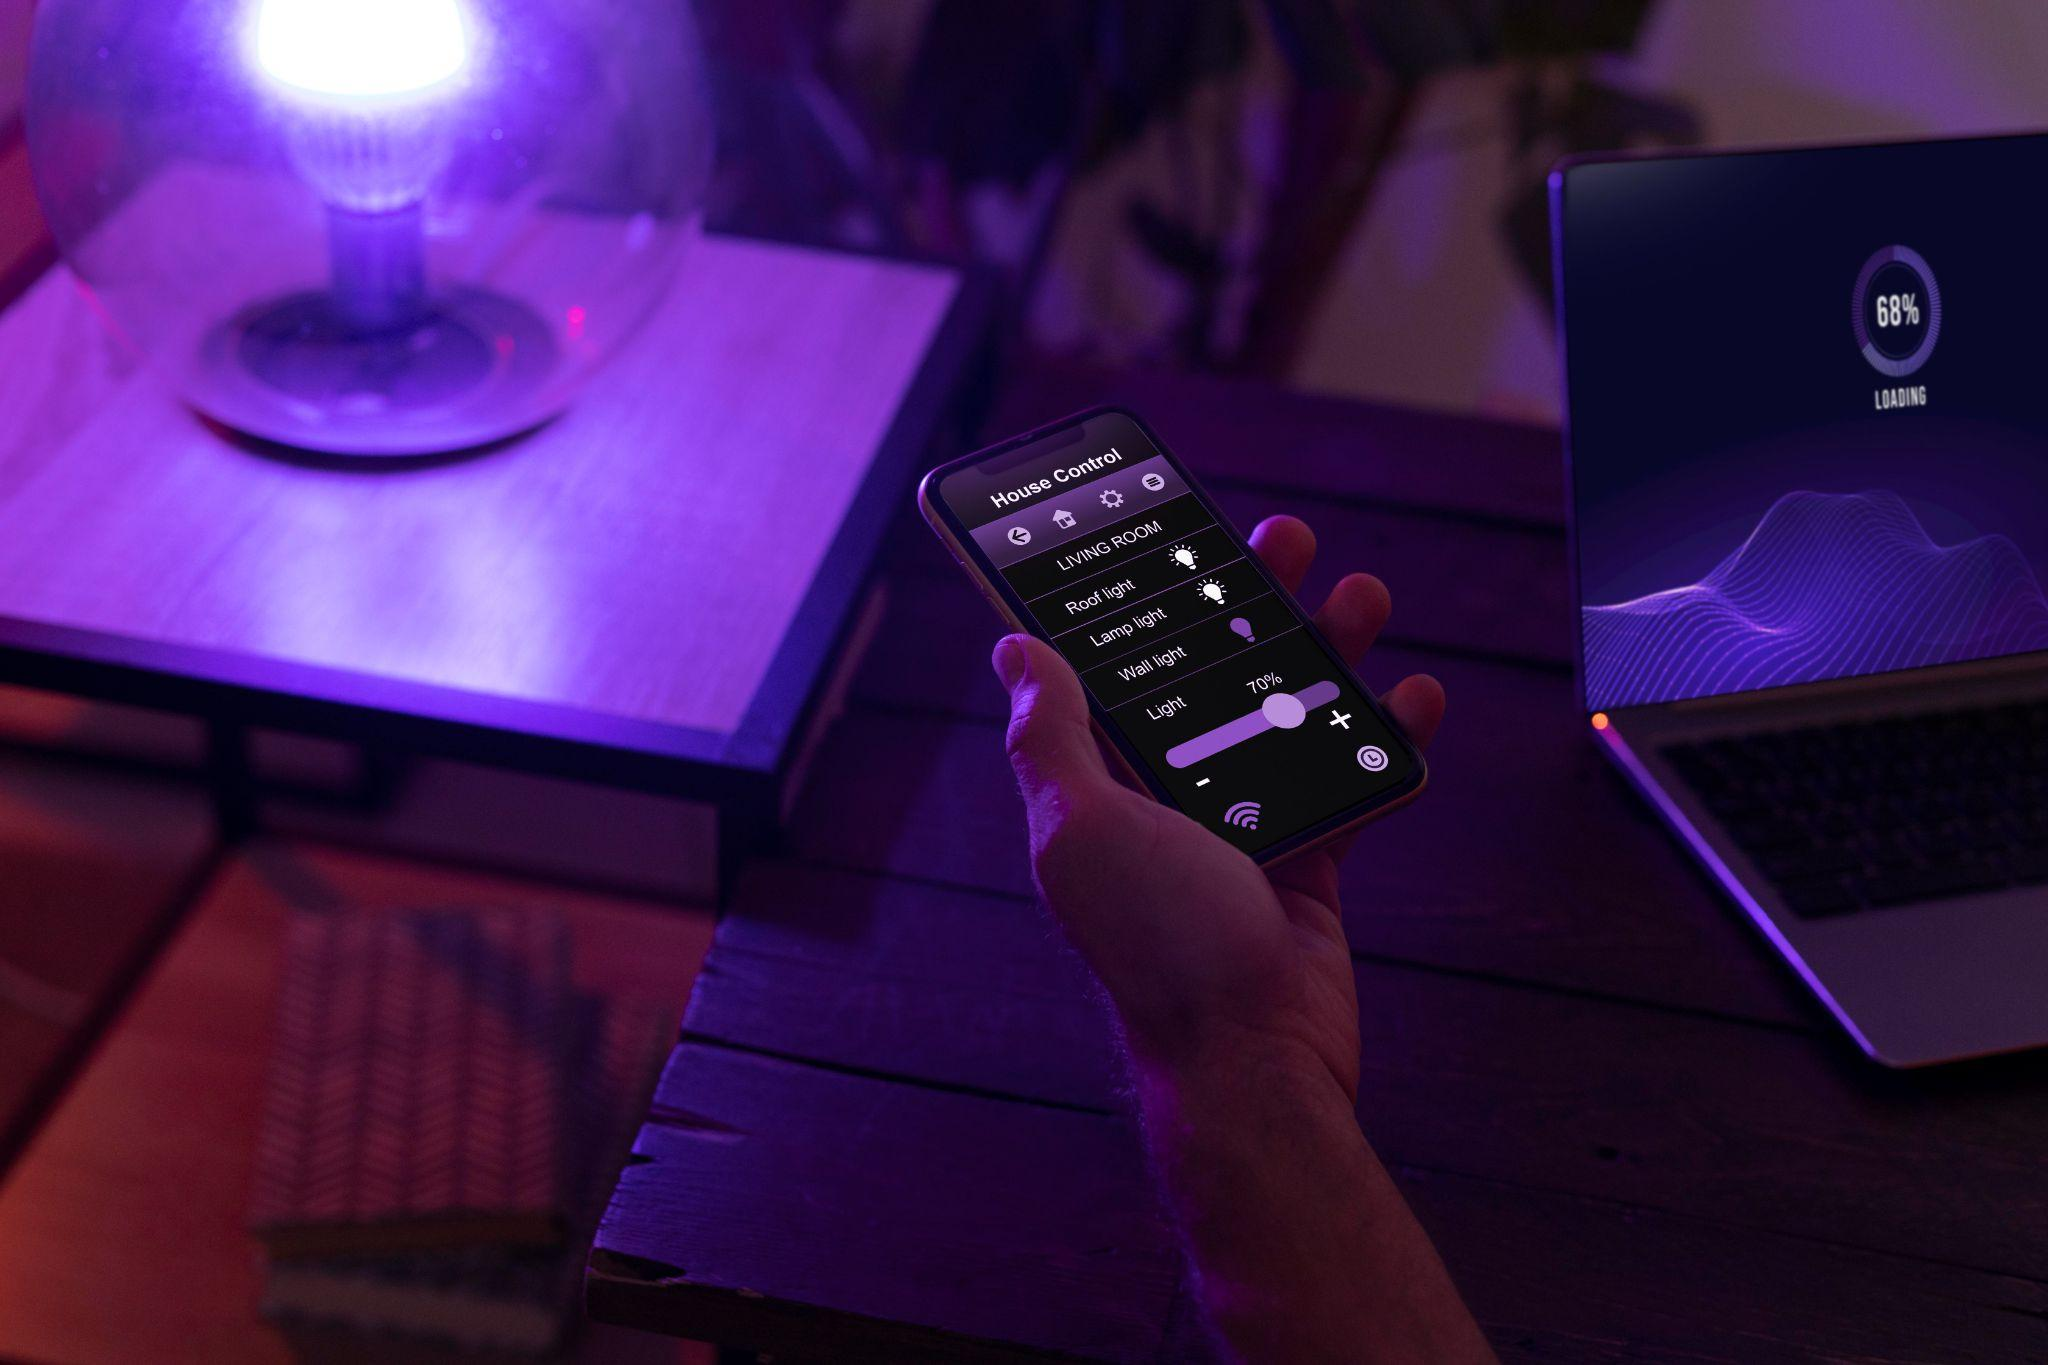 House Control
LIVING ROOM
Roof light
Lamp light
Wall light
Light 70%
- +
68%
LOADING